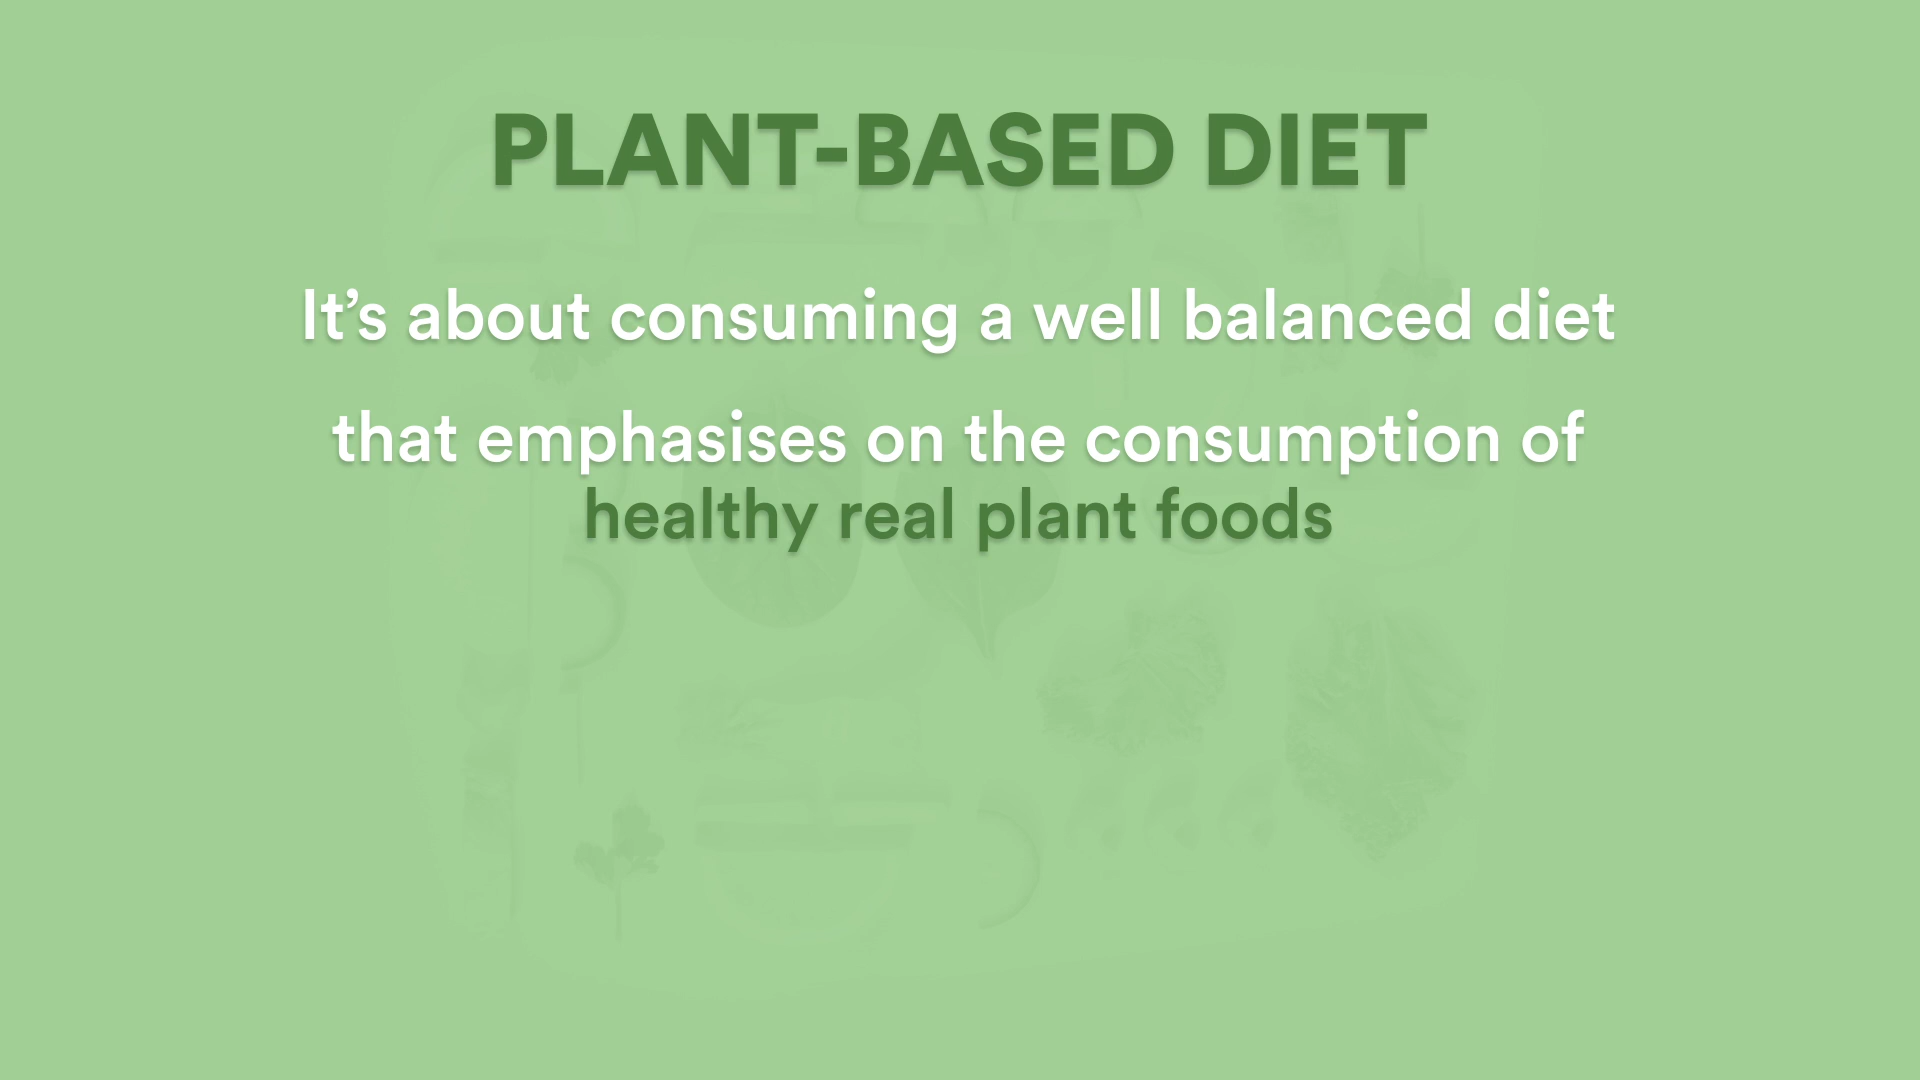 PLANT-BASED DIET
It’s about consuming a well balanced diet
that emphasises on the consumption of
healthy real plant foods